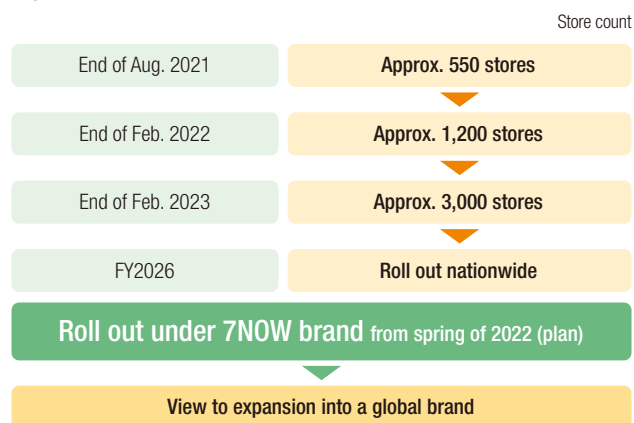 Store count
End of Aug. 2021 Approx. 550 stores
End of Feb. 2022 Approx. 1,200 stores
End of Feb. 2023 Approx. 3,000 stores
FY2026 Roll out nationwide
Roll out under 7NOW brand from spring of 2022 (plan)
View to expansion into a global brand